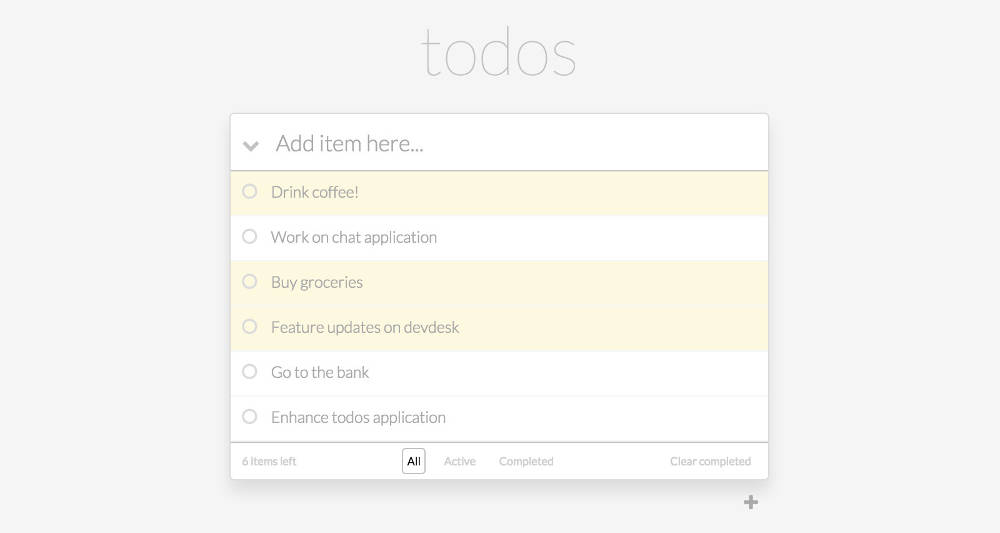 todos
Add item here...
Drink coffee!
Work on chat application
Buy groceries
Feature updates on devdesk
Go to the bank
Enhance todos application
6 items left All Active Completed Clear completed